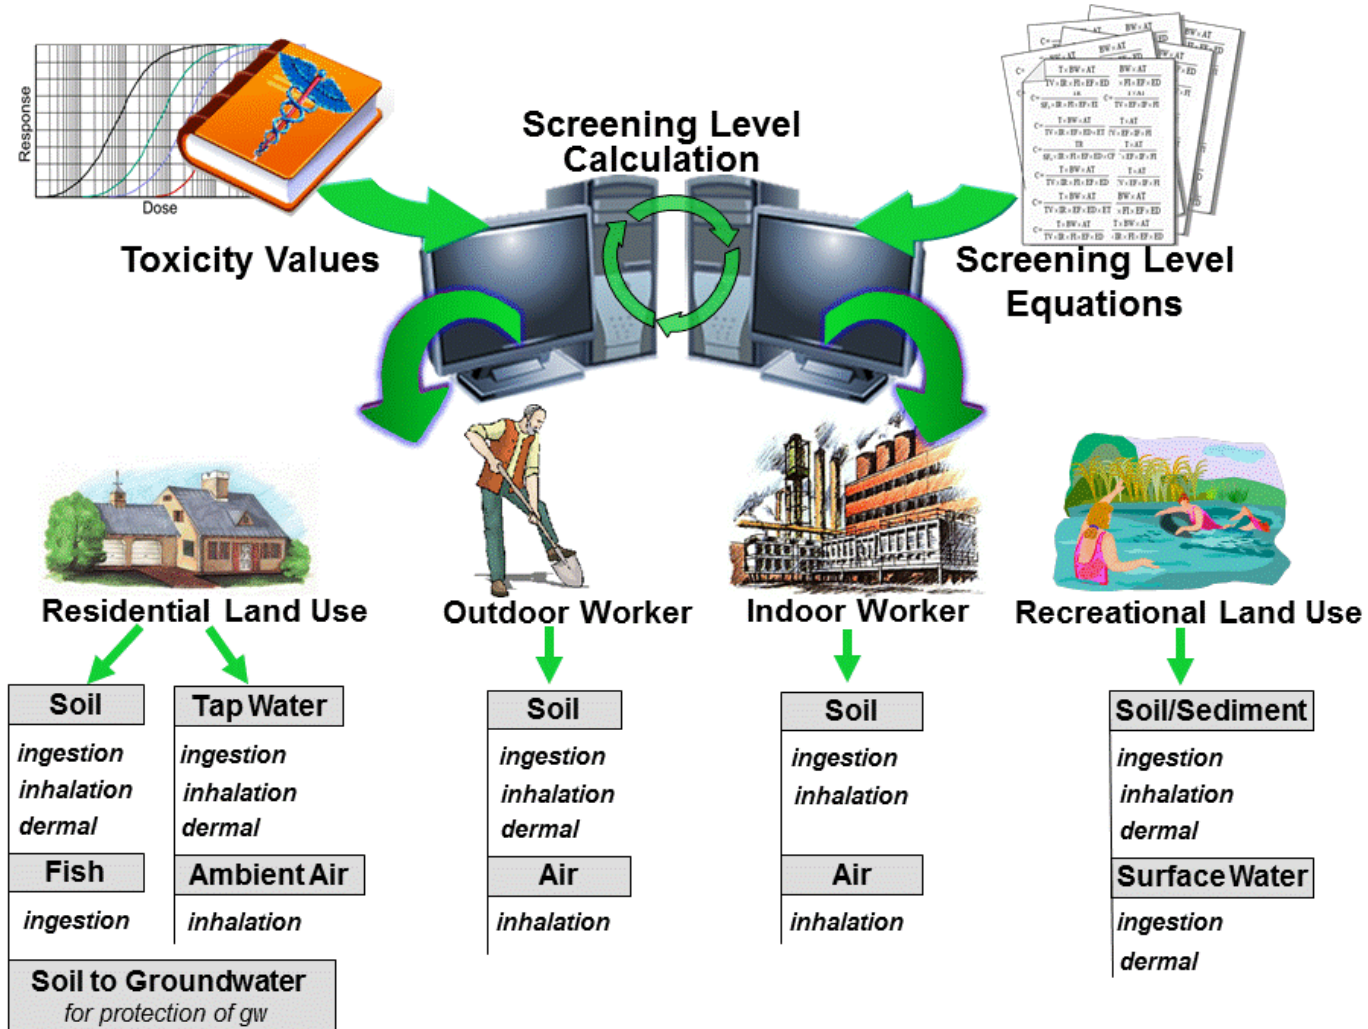 Response
Dose
Toxicity Values
Screening Level
Calculation
Screening Level
Equations
Residential Land Use
Outdoor Worker
Indoor Worker
Recreational Land Use
Soil
ingestion
inhalation
dermal
Fish
ingestion
Soil to Groundwater
for protection of gw
Tap Water
ingestion
inhalation
dermal
Ambient Air
inhalation
Soil
ingestion
inhalation
dermal
Air
inhalation
Soil
ingestion
inhalation
Air
inhalation
Soil/Sediment
ingestion
inhalation
dermal
Surface Water
ingestion
dermal